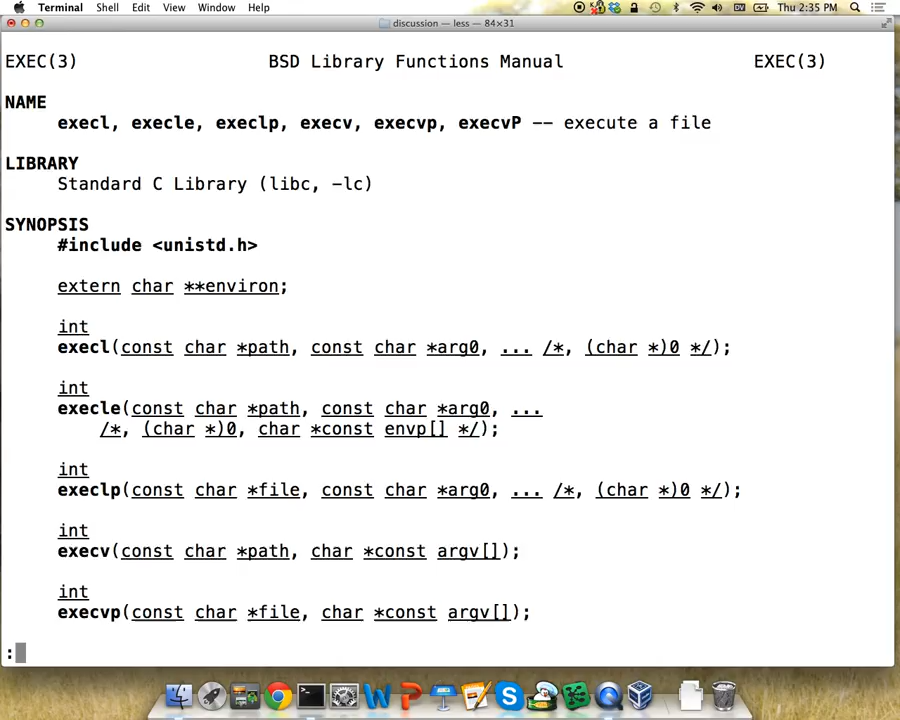 Terminal Shell Edit View Window Help Thu 2:35 PM
discussion — less — 84×31
EXEC(3) BSD Library Functions Manual EXEC(3)
NAME
execl, execle, execlp, execv, execvp, execvP -- execute a file
LIBRARY
Standard C Library (libc, -lc)
SYNOPSIS
#include <unistd.h>
extern char **environ;
int
execl(const char *path, const char *arg0, ... /*, (char *)0 */);
int
execle(const char *path, const char *arg0, ...
/*, (char *)0, char *const envp[] */);
int
execlp(const char *file, const char *arg0, ... /*, (char *)0 */);
int
execv(const char *path, char *const argv[]);
int
execvp(const char *file, char *const argv[]);
: